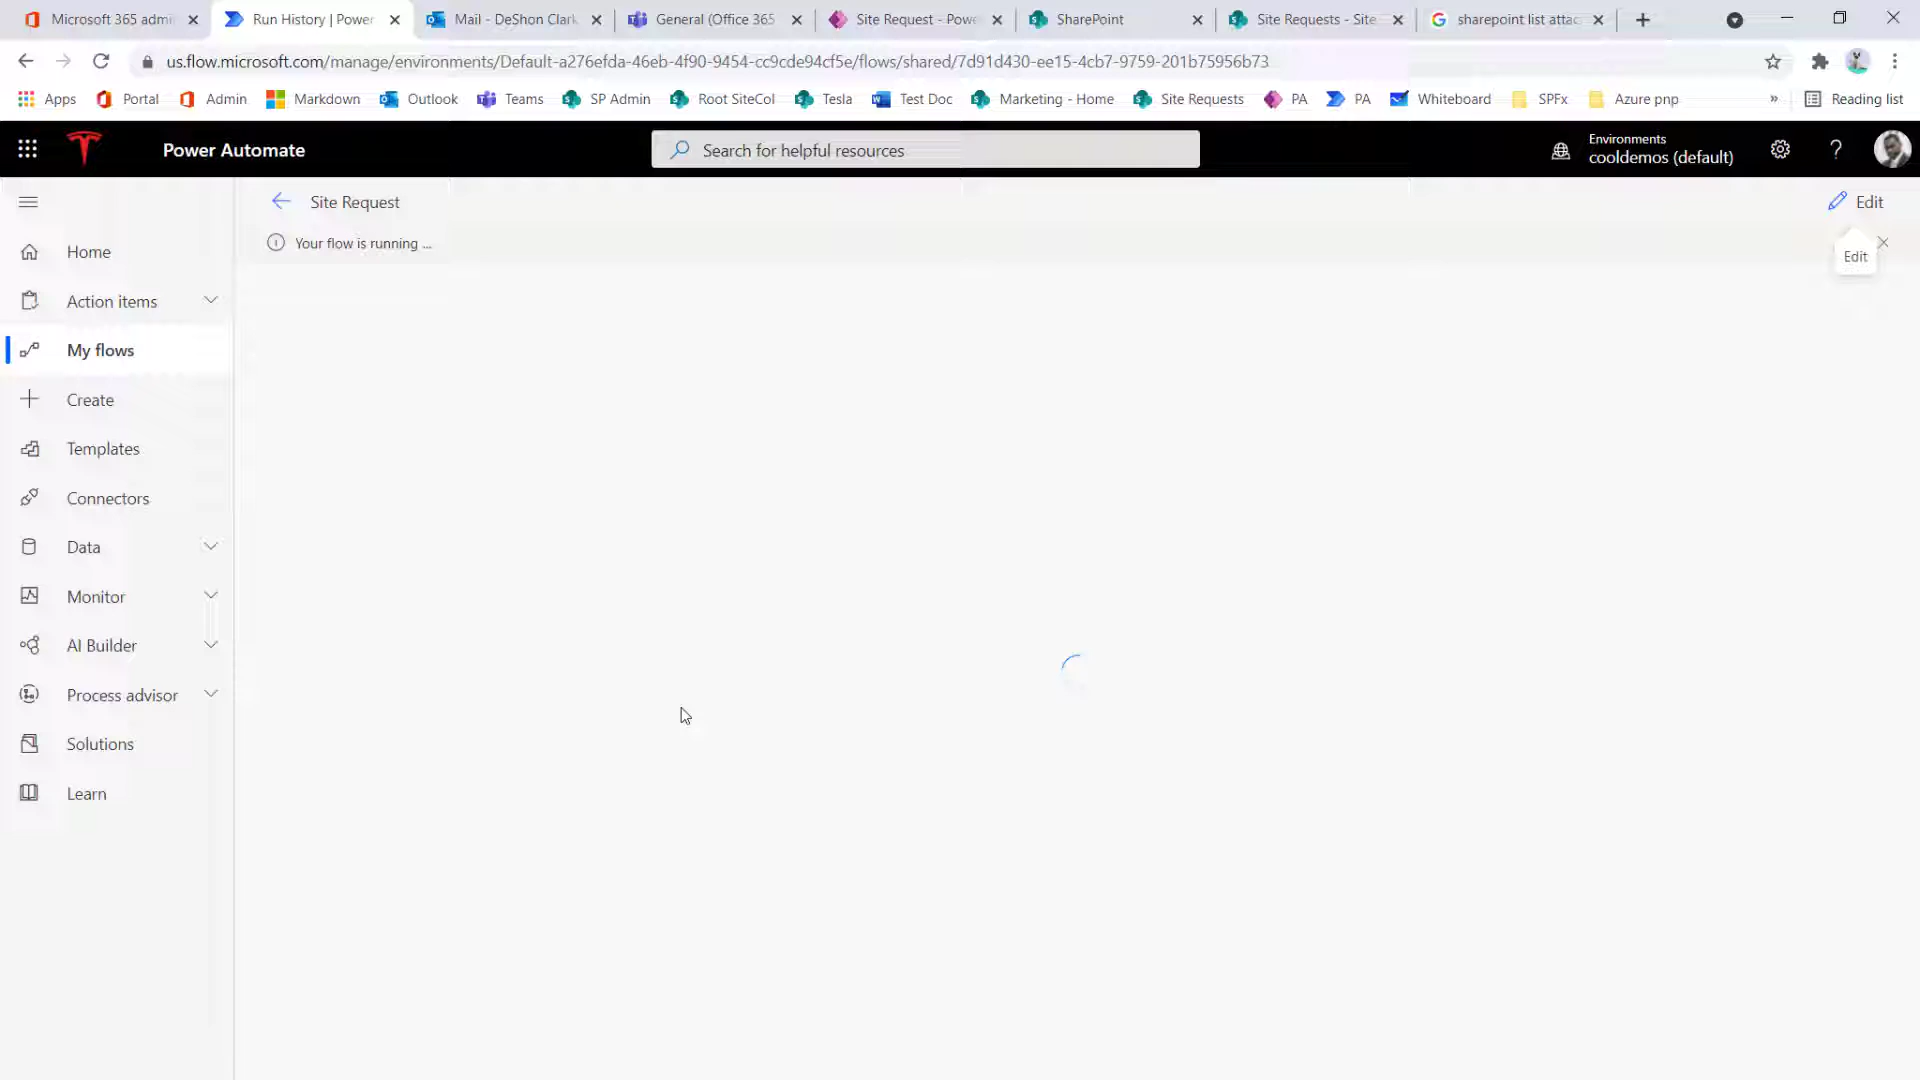 Microsoft 365 admi
Run History | Power
Mail - DeShon Clark
General (Office 365
Site Request - Powe
SharePoint
Site Requests - Site
sharepoint list attac
us.flow.microsoft.com/manage/environments/Default-a276efda-46eb-4f90-9454-cc9cde94cf5e/flows/shared/7d91d430-ee15-4cb7-9759-201b75956b73
Apps
Portal
Admin
Markdown
Outlook
Teams
SP Admin
Root SiteCol
Tesla
Test Doc
Marketing - Home
Site Requests
PA
PA
Whiteboard
SPFx
Azure pnp
»
Reading list
Power Automate
Search for helpful resources
Environments
cooldemos (default)
Site Request
Edit
Your flow is running ...
Edit
Home
Action items
My flows
Create
Templates
Connectors
Data
Monitor
AI Builder
Process advisor
Solutions
Learn